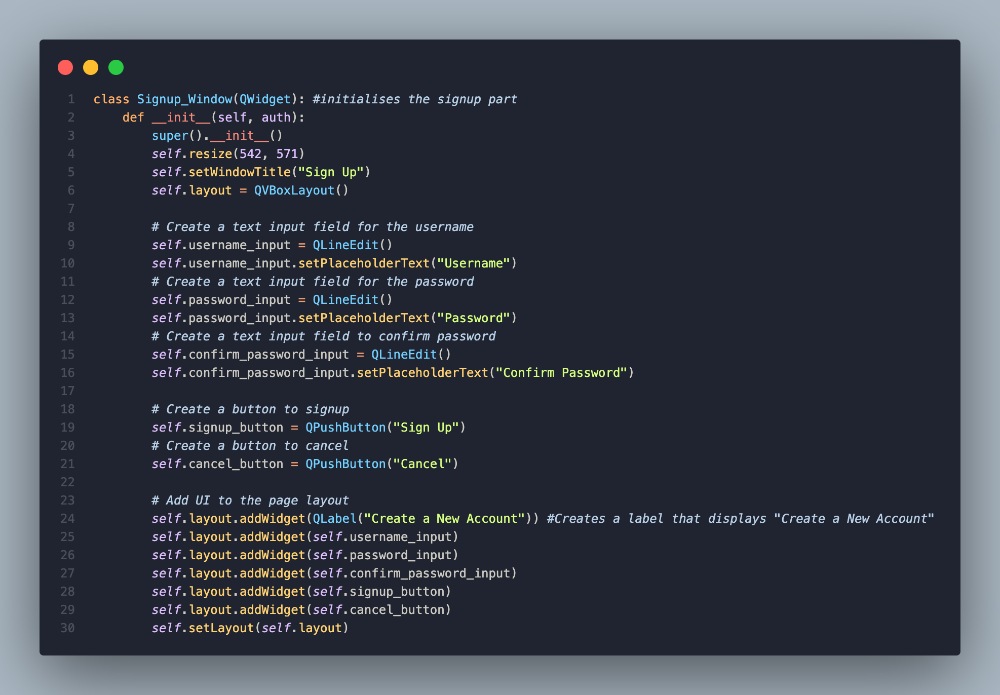 1 class Signup_Window(QWidget): #initialises the signup part
2     def __init__(self, auth):
3         super().__init__()
4         self.resize(542, 571)
5         self.setWindowTitle("Sign Up")
6         self.layout = QVBoxLayout()
7
8         # Create a text input field for the username
9         self.username_input = QLineEdit()
10         self.username_input.setPlaceholderText("Username")
11         # Create a text input field for the password
12         self.password_input = QLineEdit()
13         self.password_input.setPlaceholderText("Password")
14         # Create a text input field to confirm password
15         self.confirm_password_input = QLineEdit()
16         self.confirm_password_input.setPlaceholderText("Confirm Password")
17
18         # Create a button to signup
19         self.signup_button = QPushButton("Sign Up")
20         # Create a button to cancel
21         self.cancel_button = QPushButton("Cancel")
22
23         # Add UI to the page layout
24         self.layout.addWidget(QLabel("Create a New Account")) #Creates a label that displays "Create a New Account"
25         self.layout.addWidget(self.username_input)
26         self.layout.addWidget(self.password_input)
27         self.layout.addWidget(self.confirm_password_input)
28         self.layout.addWidget(self.signup_button)
29         self.layout.addWidget(self.cancel_button)
30         self.setLayout(self.layout)